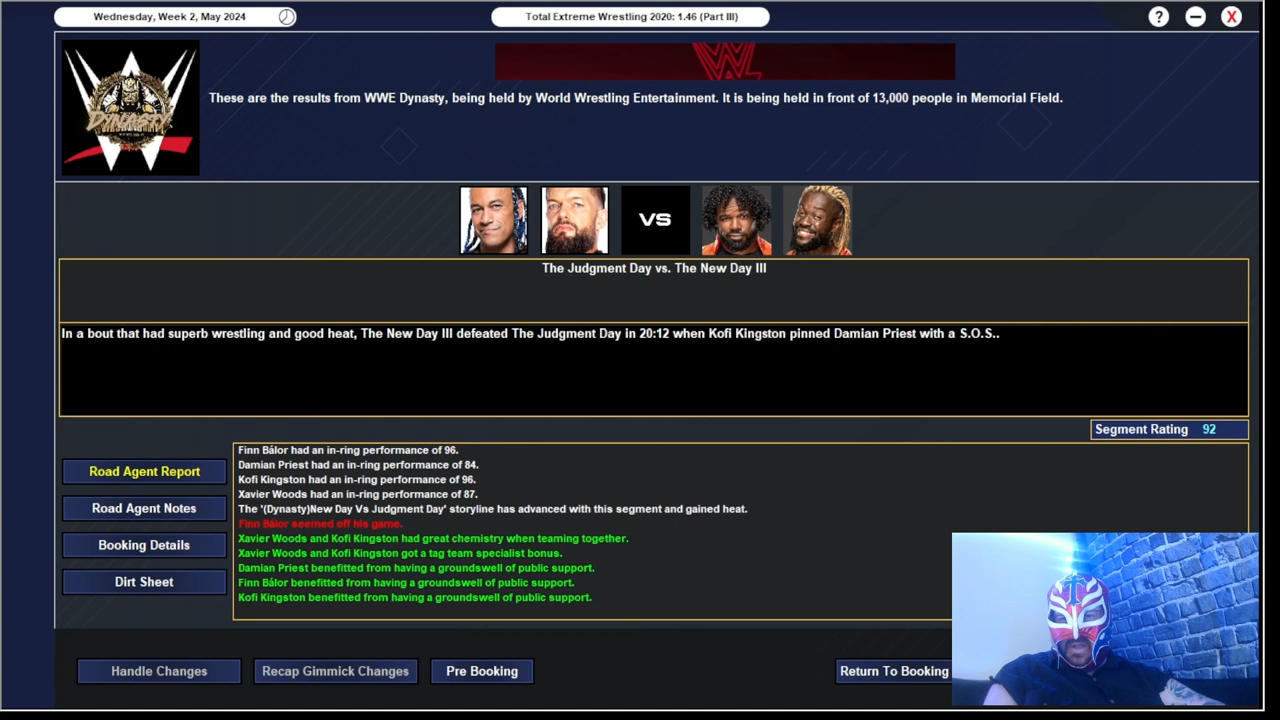 Wednesday, Week 2, May 2024
Total Extreme Wrestling 2020: 1.46 (Part III)
?
X
DYNASTY
These are the results from WWE Dynasty, being held by World Wrestling Entertainment. It is being held in front of 13,000 people in Memorial Field.
VS
The Judgment Day vs. The New Day III
In a bout that had superb wrestling and good heat, The New Day III defeated The Judgment Day in 20:12 when Kofi Kingston pinned Damian Priest with a S.O.S..
Segment Rating 92
Road Agent Report
Road Agent Notes
Booking Details
Dirt Sheet
Finn Bálor had an in-ring performance of 96.
Damian Priest had an in-ring performance of 84.
Kofi Kingston had an in-ring performance of 96.
Xavier Woods had an in-ring performance of 87.
The '(Dynasty)New Day Vs Judgment Day' storyline has advanced with this segment and gained heat.
Finn Bálor seemed off his game.
Xavier Woods and Kofi Kingston had great chemistry when teaming together.
Xavier Woods and Kofi Kingston got a tag team specialist bonus.
Damian Priest benefitted from having a groundswell of public support.
Finn Bálor benefitted from having a groundswell of public support.
Kofi Kingston benefitted from having a groundswell of public support.
Handle Changes
Recap Gimmick Changes
Pre Booking
Return To Booking